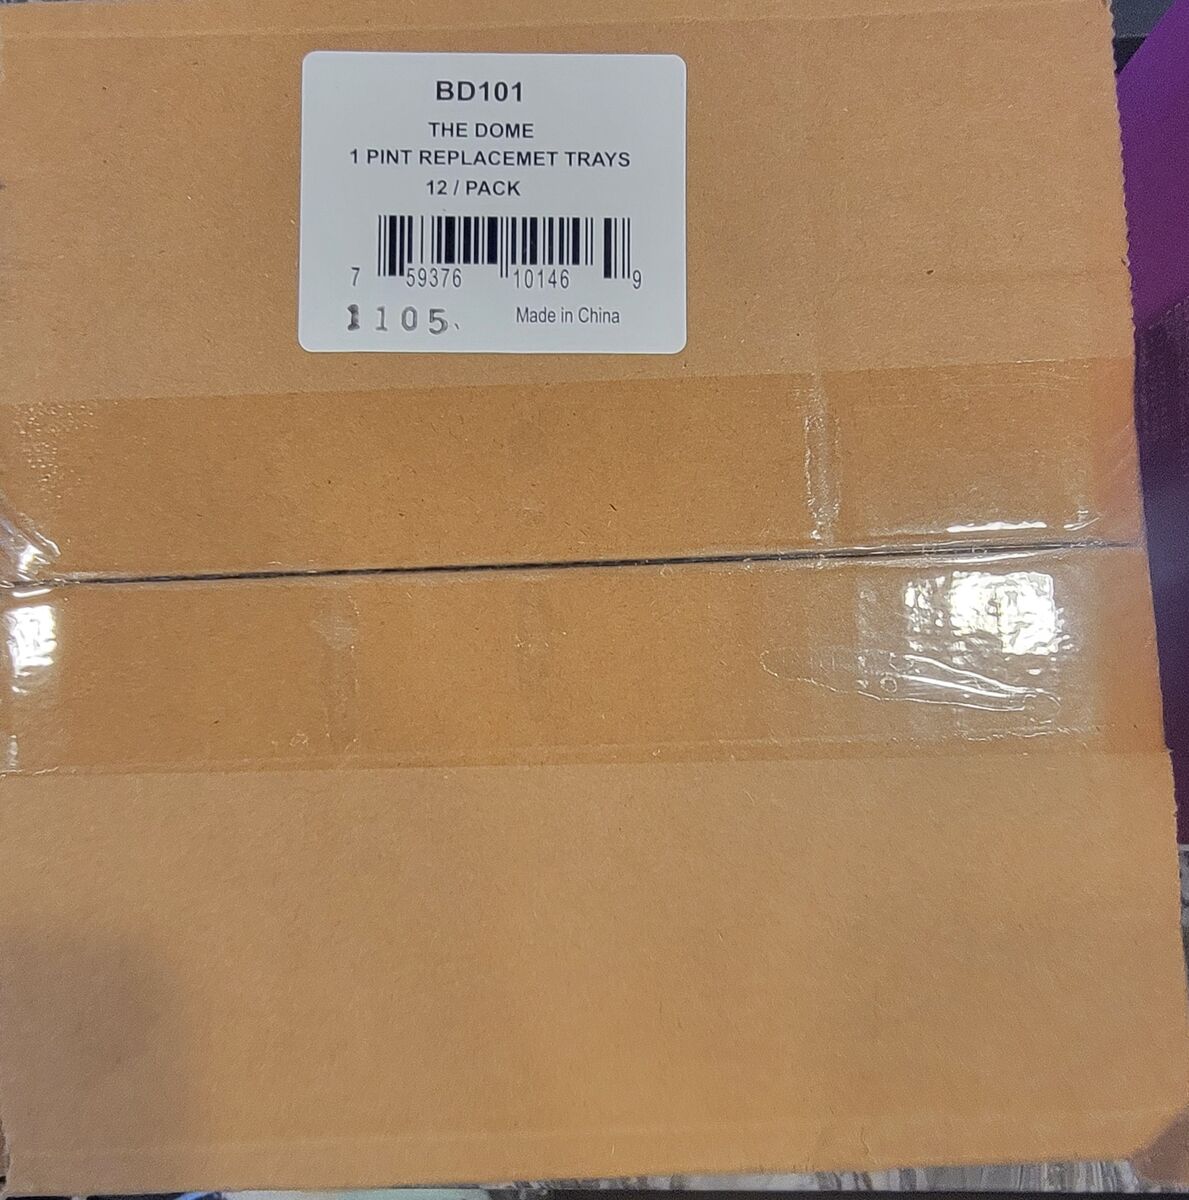 BD101
THE DOME
1 PINT REPLACEMET TRAYS
12 / PACK
7 59376 10146 9
1105.
Made in China